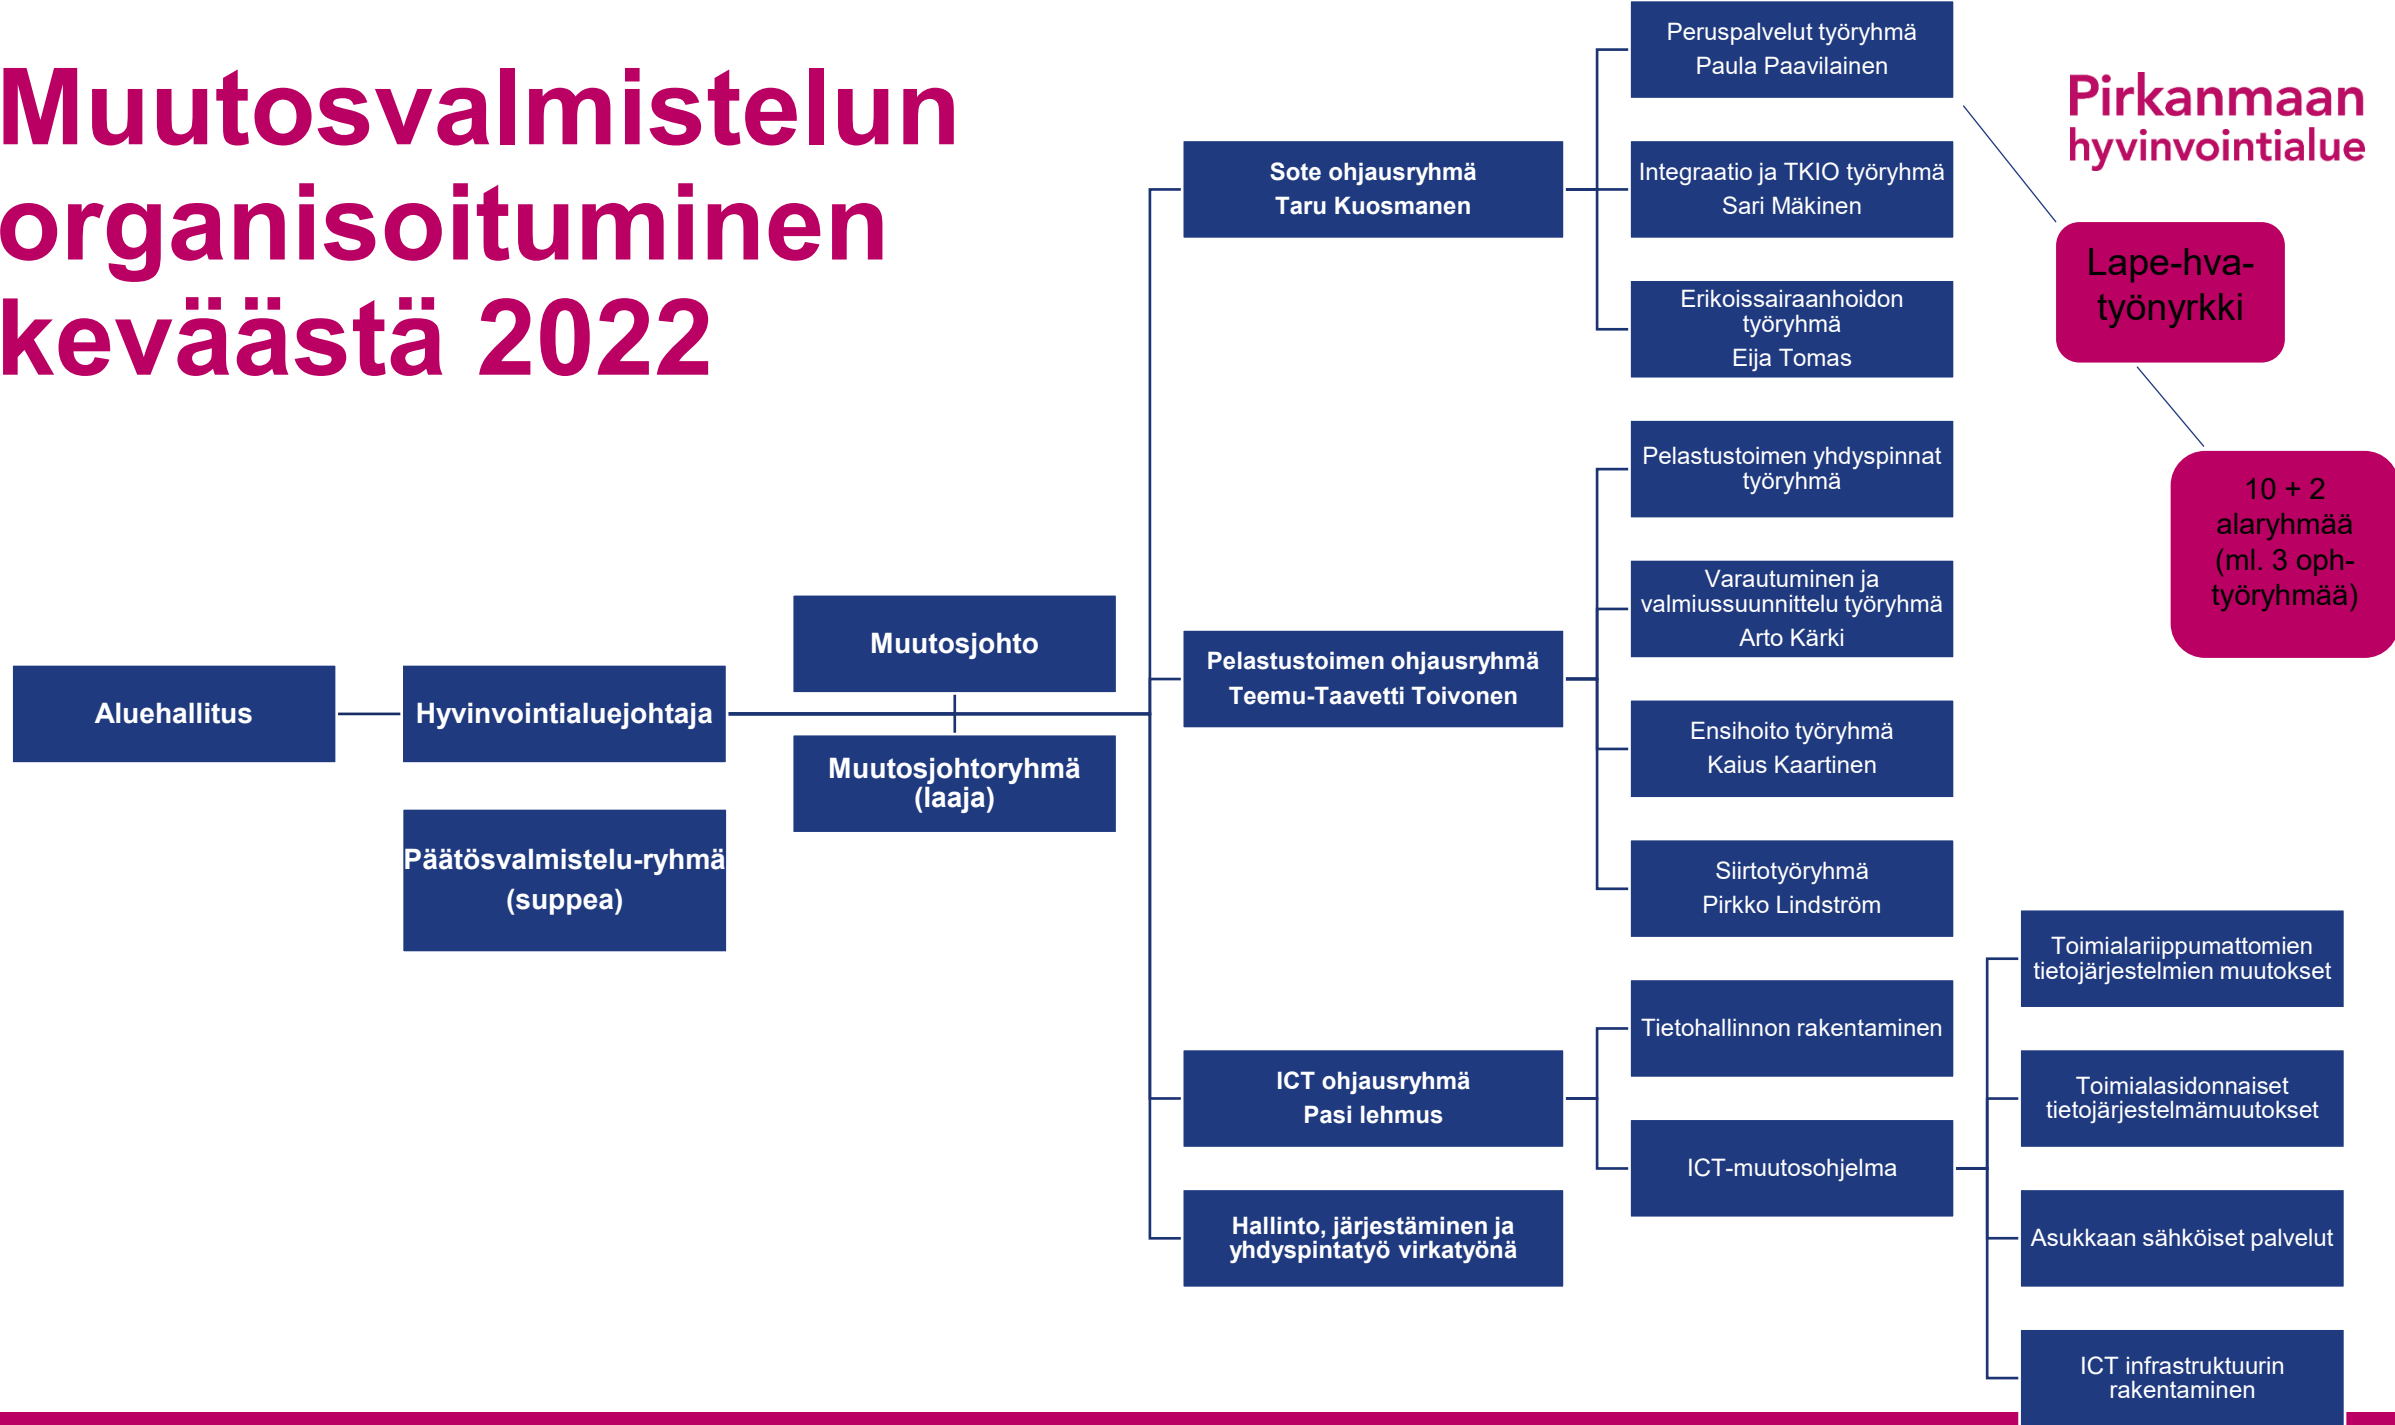 Muutosvalmistelun
organisoituminen
keväästä 2022
Pirkanmaan
hyvinvointialue
Aluehallitus
Hyvinvointialuejohtaja
Päätösvalmistelu-ryhmä
(suppea)
Muutosjohto
Muutosjohtoryhmä
(laaja)
Sote ohjausryhmä
Taru Kuosmanen
Peruspalvelut työryhmä
Paula Paavilainen
Integraatio ja TKIO työryhmä
Sari Mäkinen
Erikoissairaanhoidon
työryhmä
Eija Tomas
Lape-hva-
työnyrkki
10 + 2
alaryhmää
(ml. 3 oph-
työryhmää)
Pelastustoimen ohjausryhmä
Teemu-Taavetti Toivonen
Pelastustoimen yhdyspinnat
työryhmä
Varautuminen ja
valmiussuunnittelu työryhmä
Arto Kärki
Ensihoito työryhmä
Kaius Kaartinen
Siirtotyöryhmä
Pirkko Lindström
ICT ohjausryhmä
Pasi lehmus
Tietohallinnon rakentaminen
ICT-muutosohjelma
Toimialariippumattomien
tietojärjestelmien muutokset
Toimialasidonnaiset
tietojärjestelmämuutokset
Asukkaan sähköiset palvelut
ICT infrastruktuurin
rakentaminen
Hallinto, järjestäminen ja
yhdyspintatyö virkatyönä